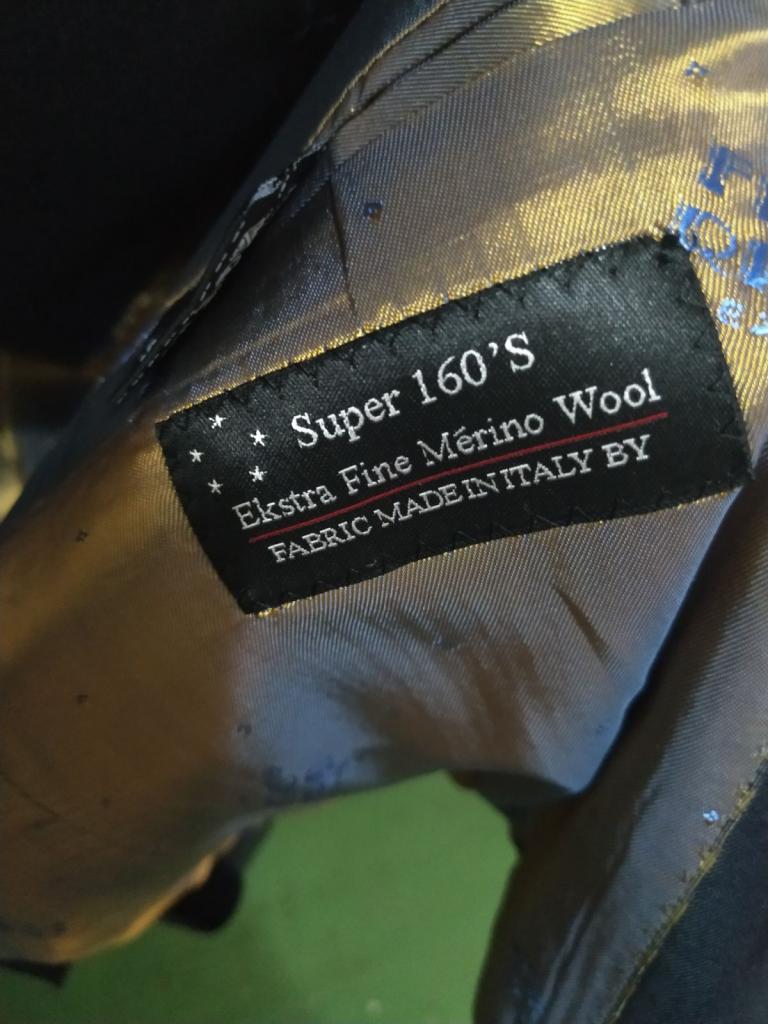 Super 160'S
Ekstra Fine Mérino Wool
FABRIC MADE IN ITALY BY